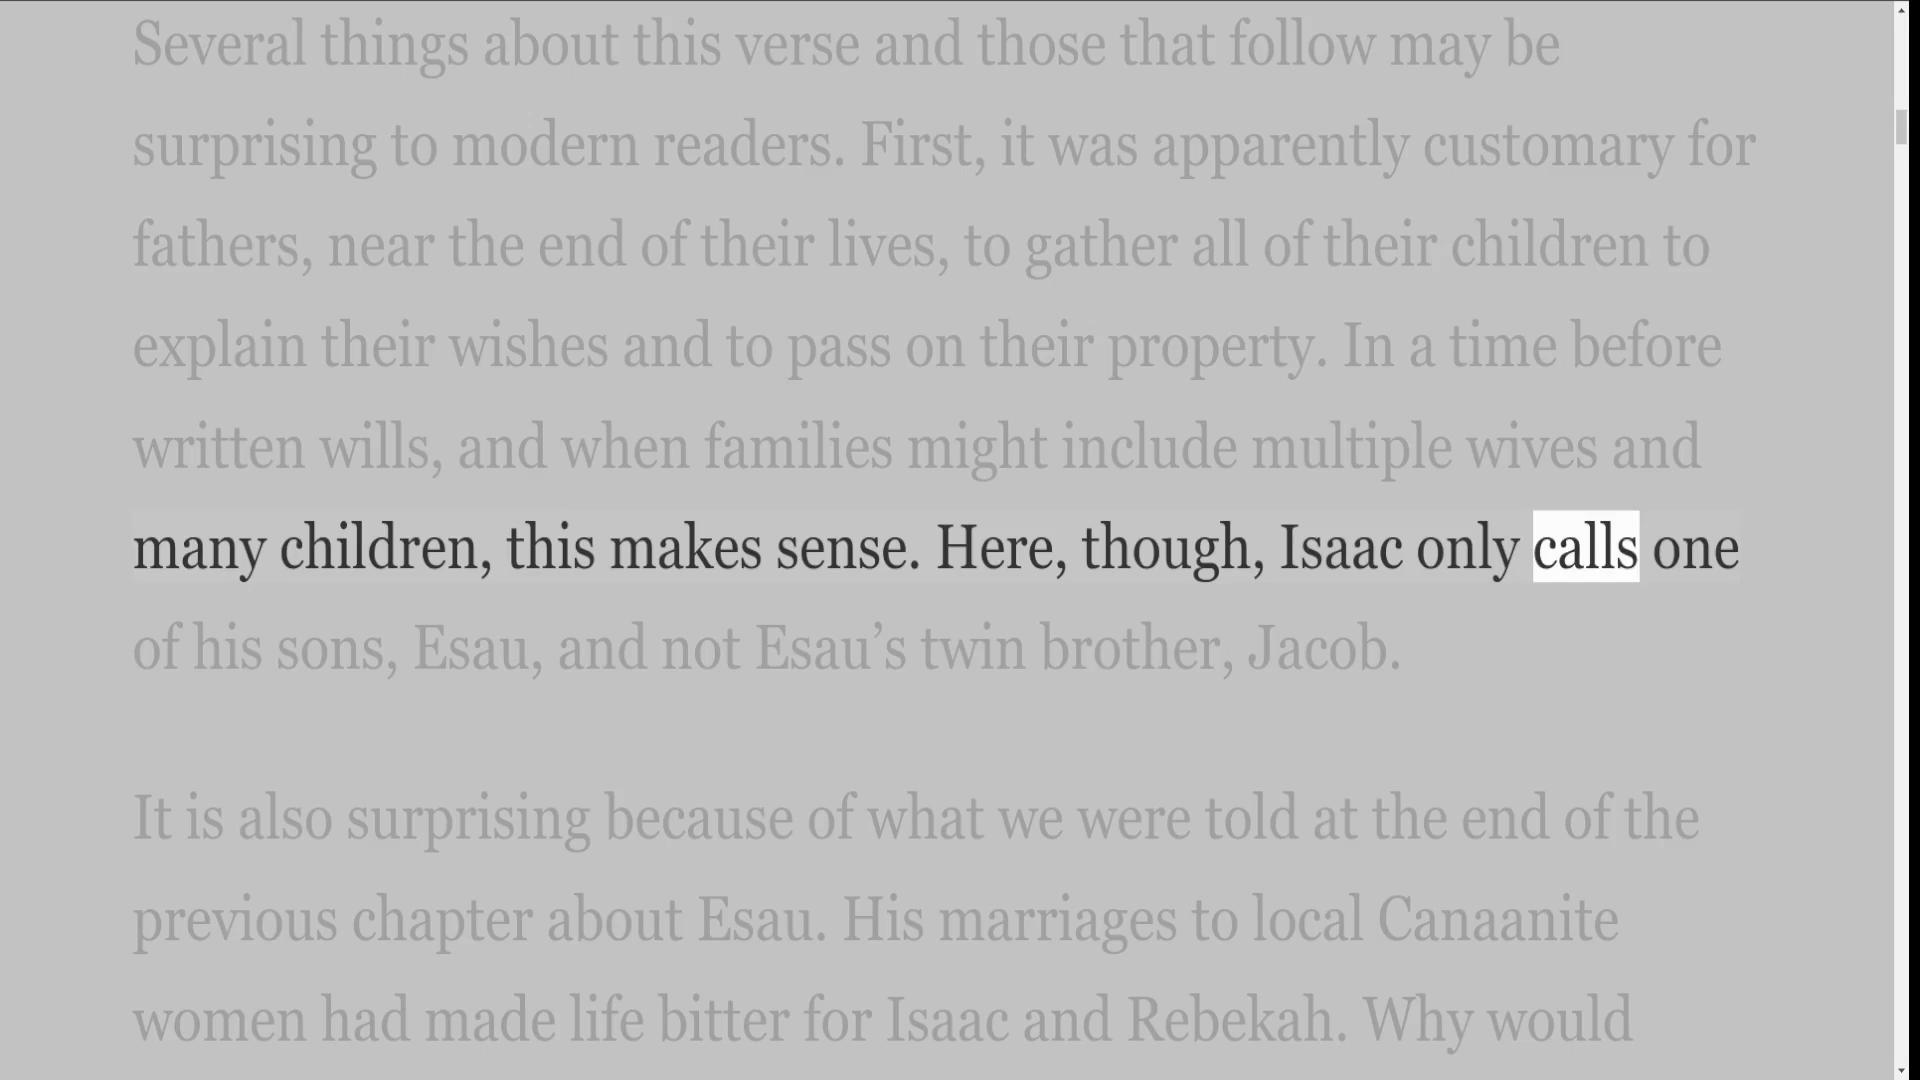 Several things about this verse and those that follow may be
surprising to modern readers. First, it was apparently customary for
fathers, near the end of their lives, to gather all of their children to
explain their wishes and to pass on their property. In a time before
written wills, and when families might include multiple wives and
many children, this makes sense. Here, though, Isaac only calls one
of his sons, Esau, and not Esau’s twin brother, Jacob.
It is also surprising because of what we were told at the end of the
previous chapter about Esau. His marriages to local Canaanite
women had made life bitter for Isaac and Rebekah. Why would